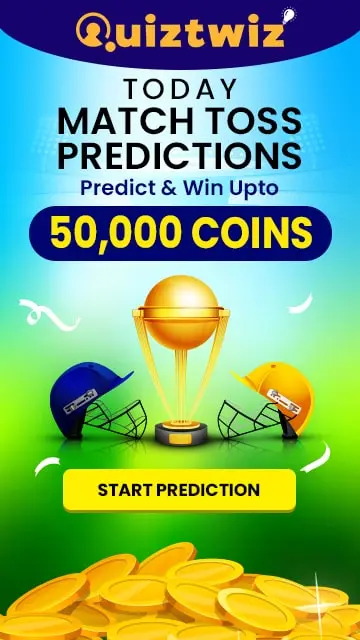 Quiztwiz
TODAY
MATCH TOSS
PREDICTIONS
Predict & Win Upto
50,000 COINS
START PREDICTION